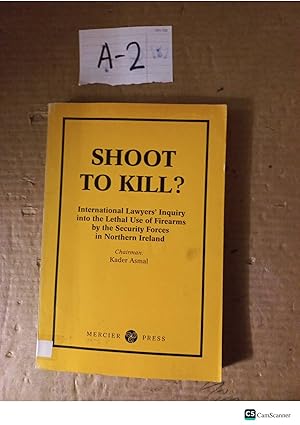 A-2
SHOOT
TO KILL?
International Lawyers' Inquiry
into the Lethal Use of Firearms
by the Security Forces
in Northern Ireland
Chairman
Kader Asmal
MERCIER PRESS
CS CamScanner